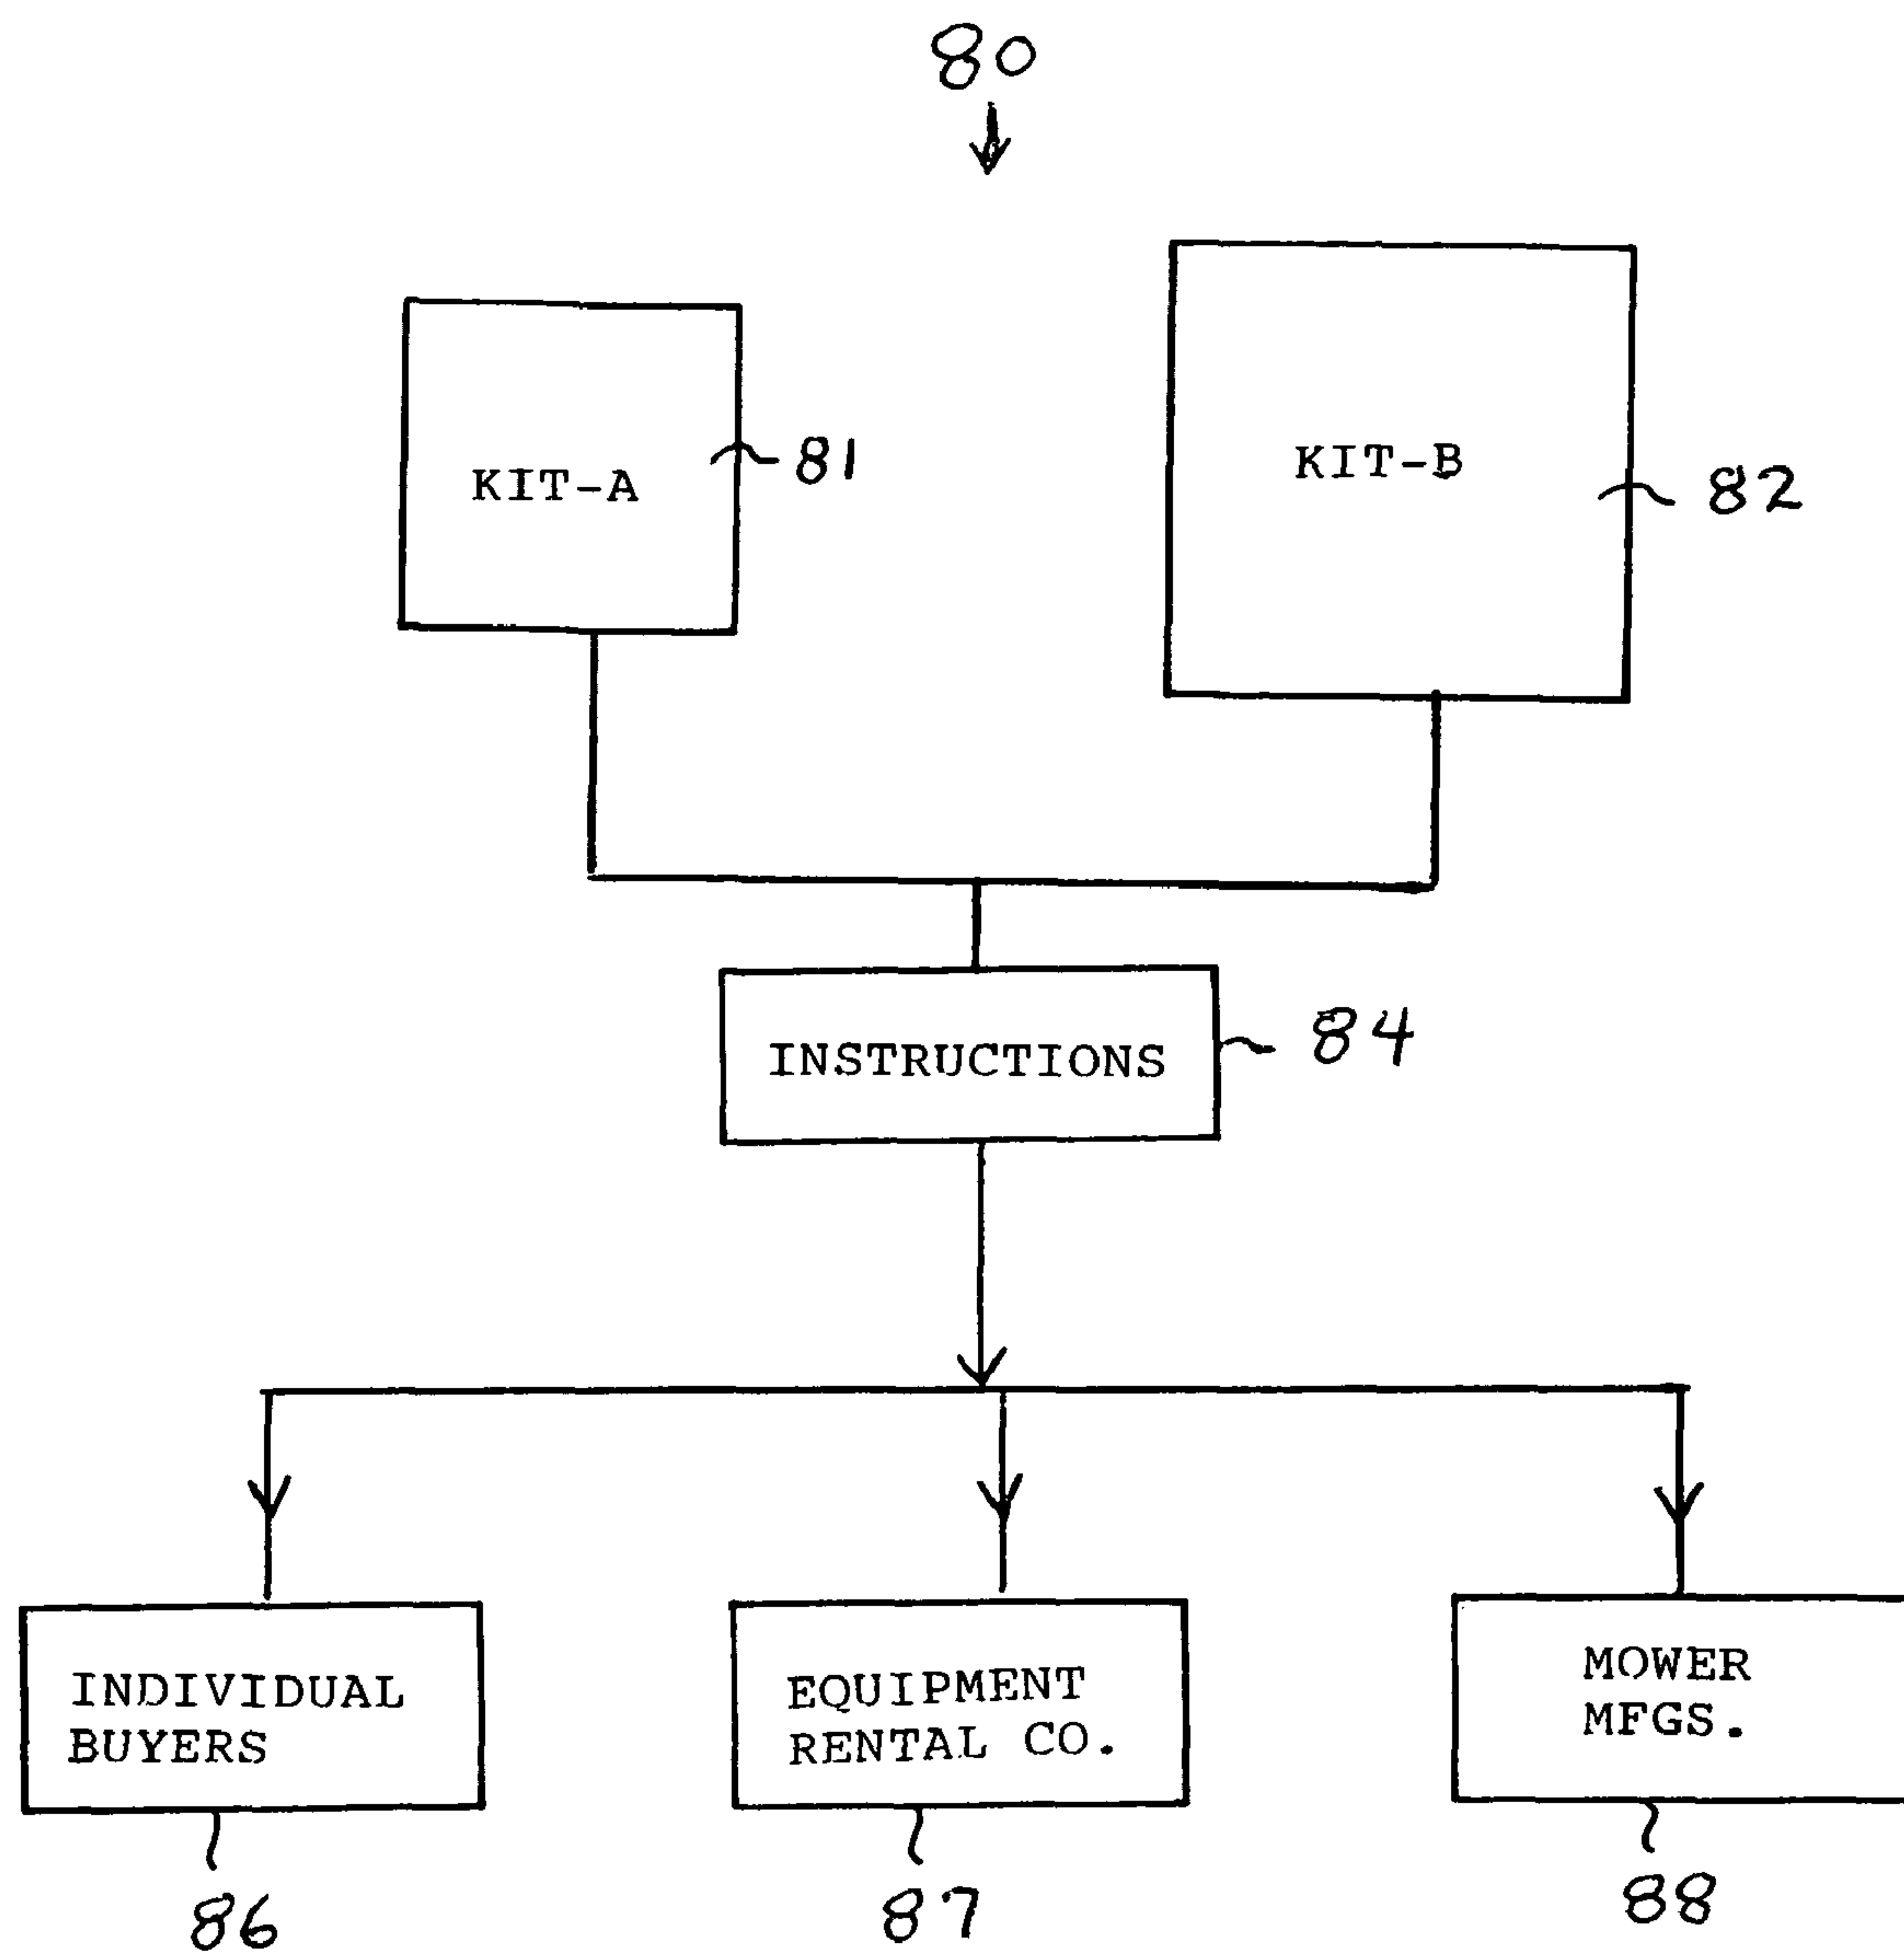 80
KIT-A
81
KIT-B
82
INSTRUCTIONS
84
INDIVIDUAL
BUYERS
EQUIPMENT
RENTAL CO.
MOWER
MFGS.
86
87
88